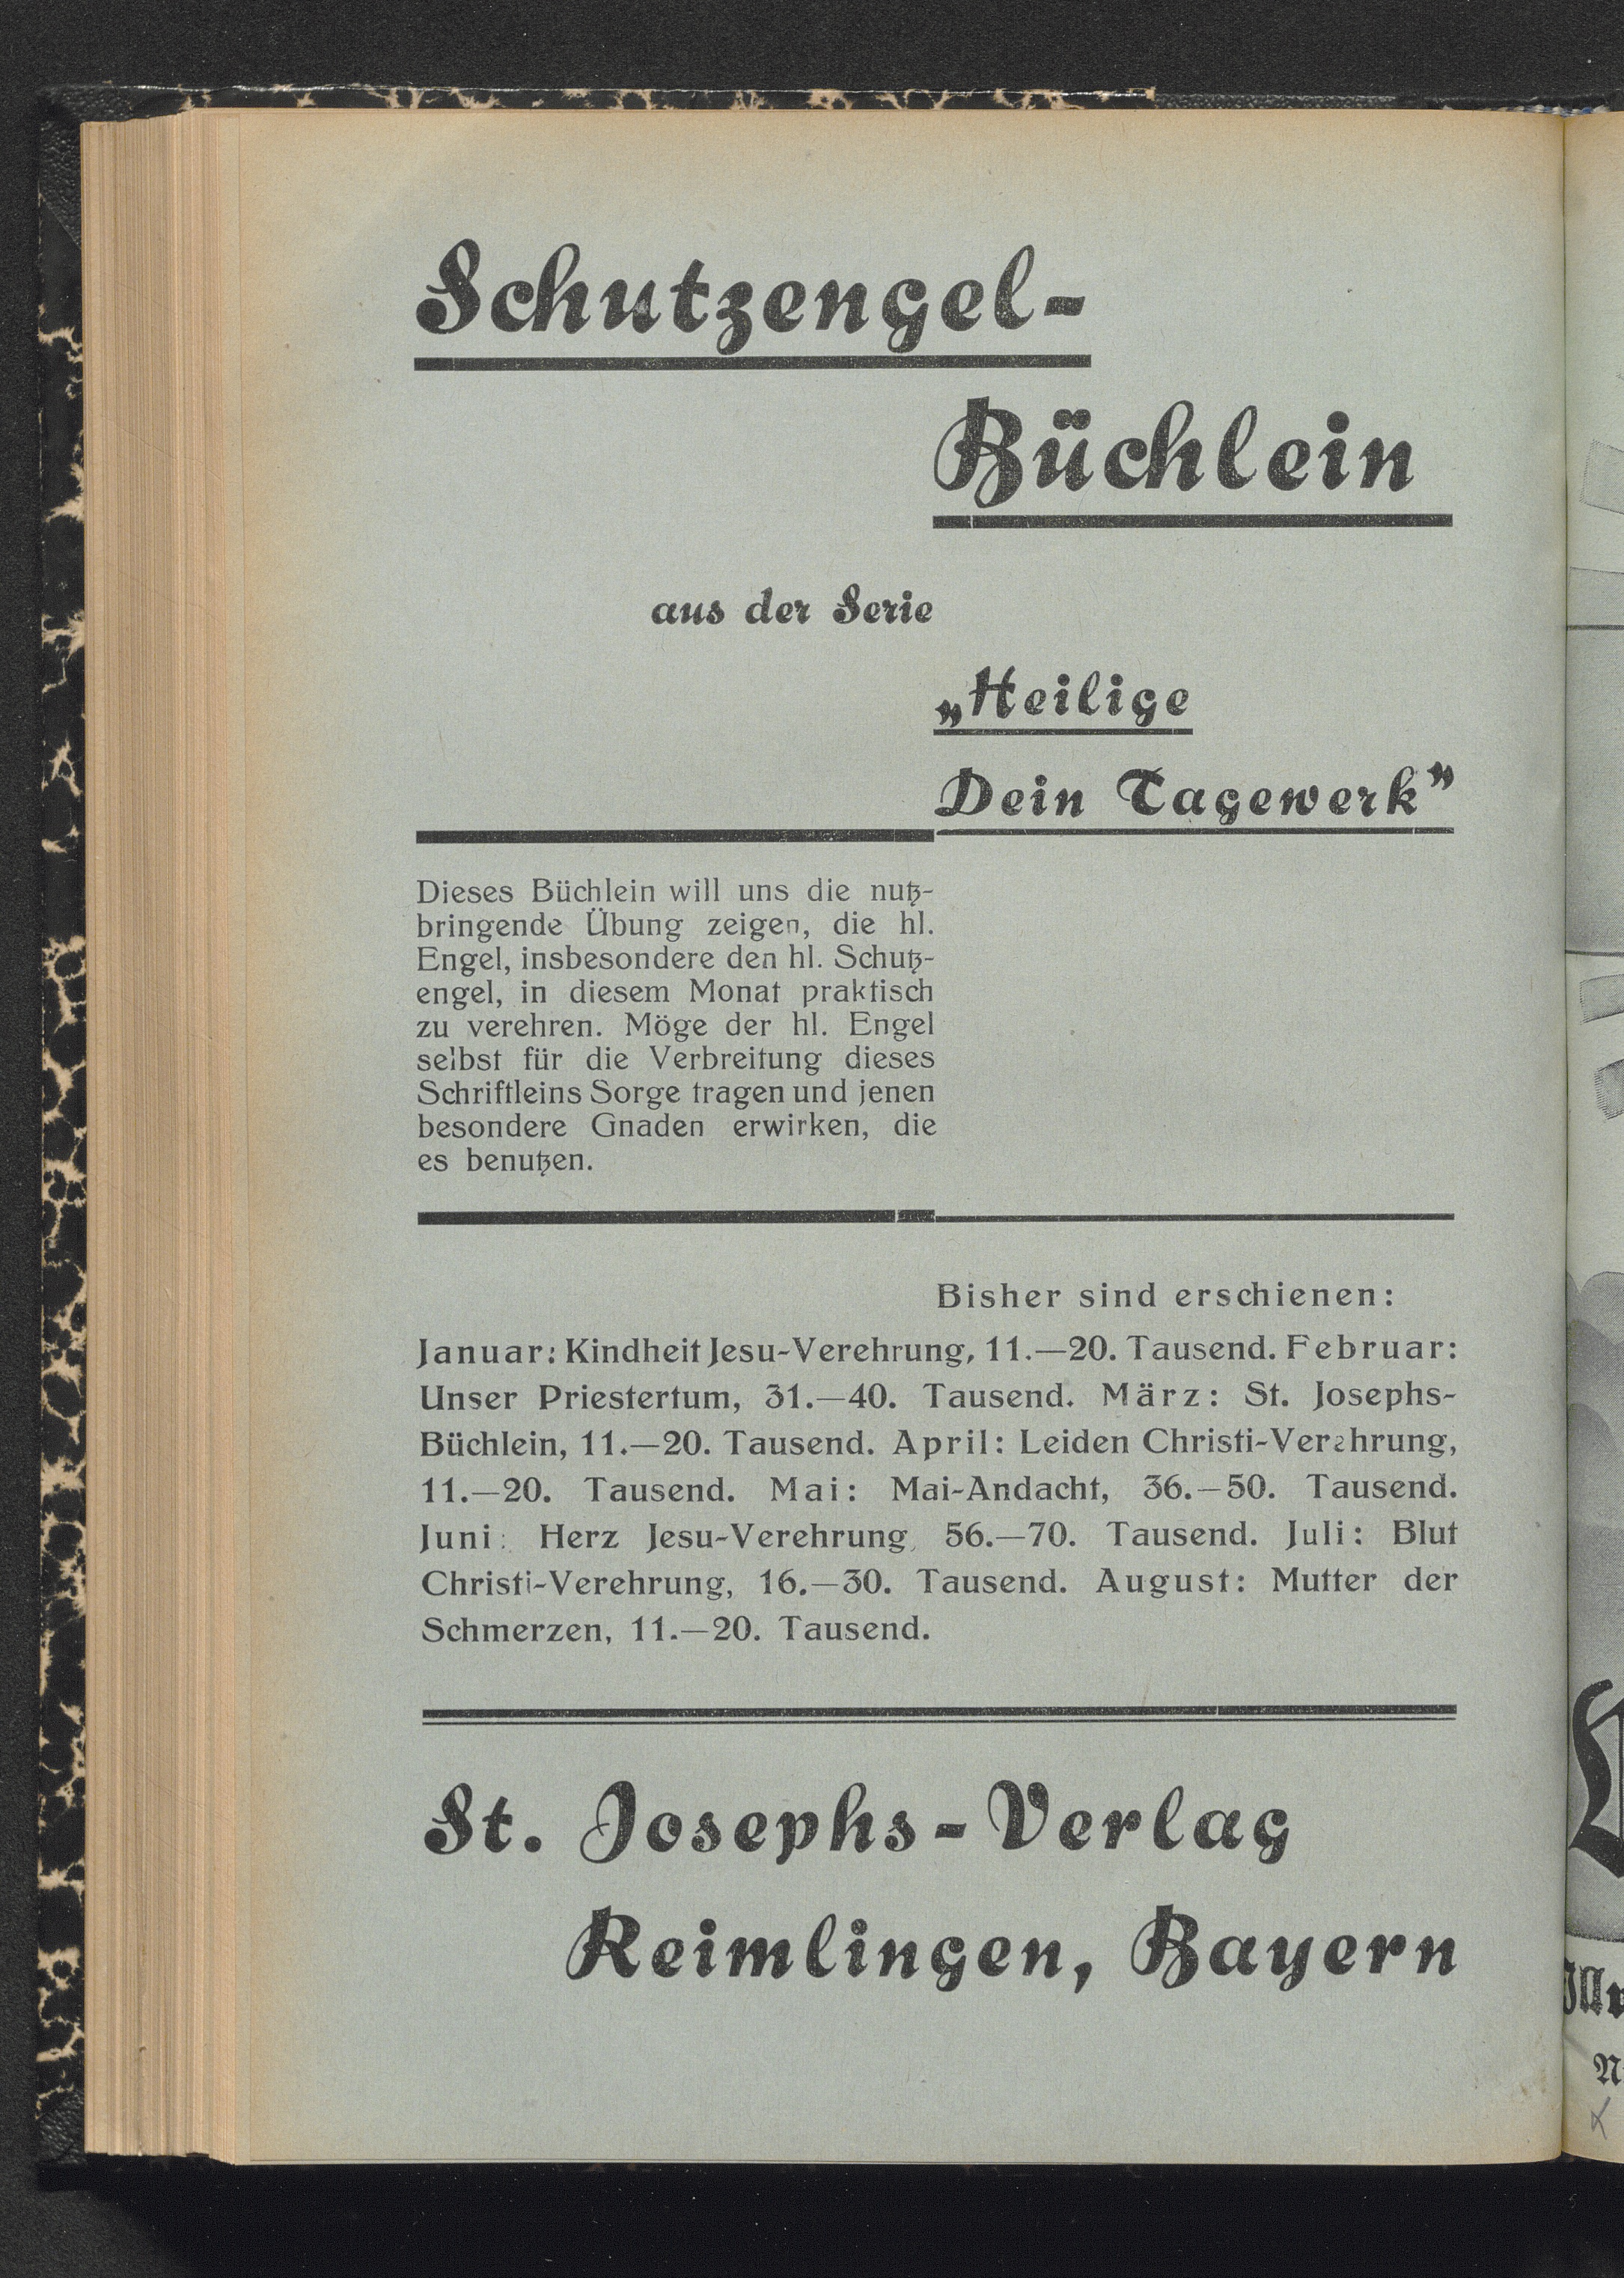 Schutzengel-
Büchlein
aus der Serie
„Heilige
Dein Tagewerk”
Dieses Büchlein will uns die nutz-
bringende Übung zeigen, die hl.
Engel, insbesondere den hl. Schutz-
engel, in diesem Monat praktisch
zu verehren. Möge der hl. Engel
selbst für die Verbreitung dieses
Schriftleins Sorge tragen und jenen
besondere Gnaden erwirken, die
es benutzen.
Bisher sind erschienen:
Januar: Kindheit Jesu-Verehrung, 11.—20. Tausend. Februar:
Unser Priestertum, 31.—40. Tausend. März: St. Josephs-
Büchlein, 11.—20. Tausend. April: Leiden Christi-Verehrung,
11.—20. Tausend. Mai: Mai-Andacht, 36.—50. Tausend.
Juni: Herz Jesu-Verehrung, 56.—70. Tausend. Juli: Blut
Christi-Verehrung, 16.—30. Tausend. August: Mutter der
Schmerzen, 11.—20. Tausend.
St. Josephs-Verlag
Reimlingen, Bayern